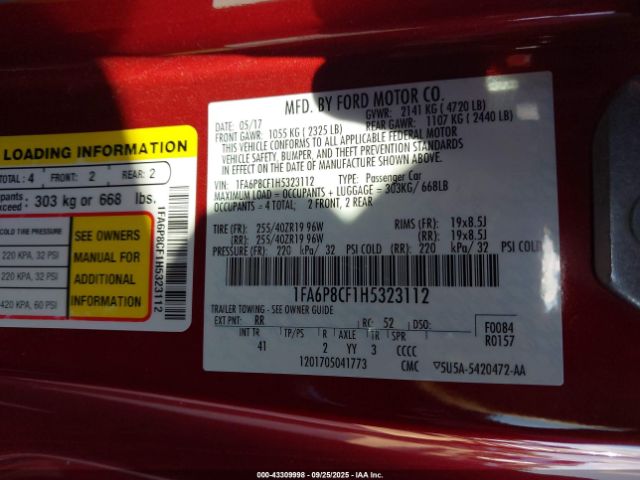 LOADING INFORMATION
TOTAL: 4 FRONT: 2 REAR: 2
303 kg or 668 lbs.
COLD TIRE PRESSURE
220 KPA, 32 PSI
220 KPA, 32 PSI
420 KPA, 60 PSI
SEE OWNERS
MANUAL FOR
ADDITIONAL
INFORMATION
1FA6P8CF1H5323112
MFD. BY FORD MOTOR CO.
DATE: 05/17 GVWR: 2141 KG ( 4720 LB)
FRONT GAWR: 1055 KG ( 2325 LB) REAR GAWR: 1107 KG ( 2440 LB)
THIS VEHICLE CONFORMS TO ALL APPLICABLE FEDERAL MOTOR
VEHICLE SAFETY, BUMPER, AND THEFT PREVENTION STANDARDS
IN EFFECT ON THE DATE OF MANUFACTURE SHOWN ABOVE.
VIN: 1FA6P8CF1H5323112 TYPE: Passenger Car
MAXIMUM LOAD = OCCUPANTS + LUGGAGE = 303KG/ 668LB
OCCUPANTS = 4 TOTAL; 2 FRONT, 2 REAR
TIRE (FR): 255/40ZR19 96W RIMS (FR): 19x8.5J
(RR): 255/40ZR19 96W (RR): 19x8.5J
PRESSURE (FR): 220 kPa/ 32 PSI COLD (RR): 220 kPa/ 32 PSI COLD
1FA6P8CF1H5323112
TRAILER TOWING - SEE OWNER GUIDE
EXT PNT: RR RC: 52 DSO: F0084
INT TR TP/PS R AXLE TR SPR R0157
41 2 YY 3 CCCC
1201705041773 CMC 5U5A-5420472-AA
000-43309998 - 09/25/2025 - IAA Inc.